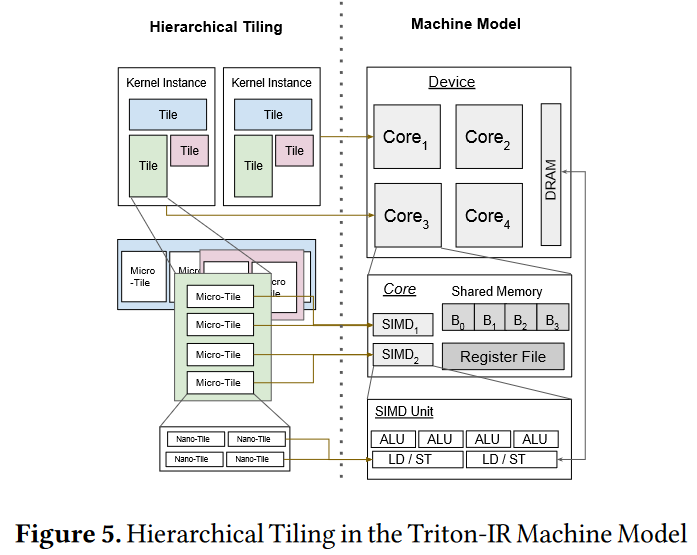 Hierarchical Tiling
Machine Model
Kernel Instance
Tile
Tile
Tile
Kernel Instance
Tile
Tile
Tile
Device
Core1
Core2
Core3
Core4
DRAM
Micro
-Tile
Micro
Micro-Tile
Micro-Tile
Micro-Tile
Micro-Tile
Core
Shared Memory
SIMD1
SIMD2
B0
B1
B2
B3
Register File
Nano-Tile
Nano-Tile
Nano-Tile
Nano-Tile
SIMD Unit
ALU
ALU
ALU
ALU
LD / ST
LD / ST
Figure 5. Hierarchical Tiling in the Triton-IR Machine Model